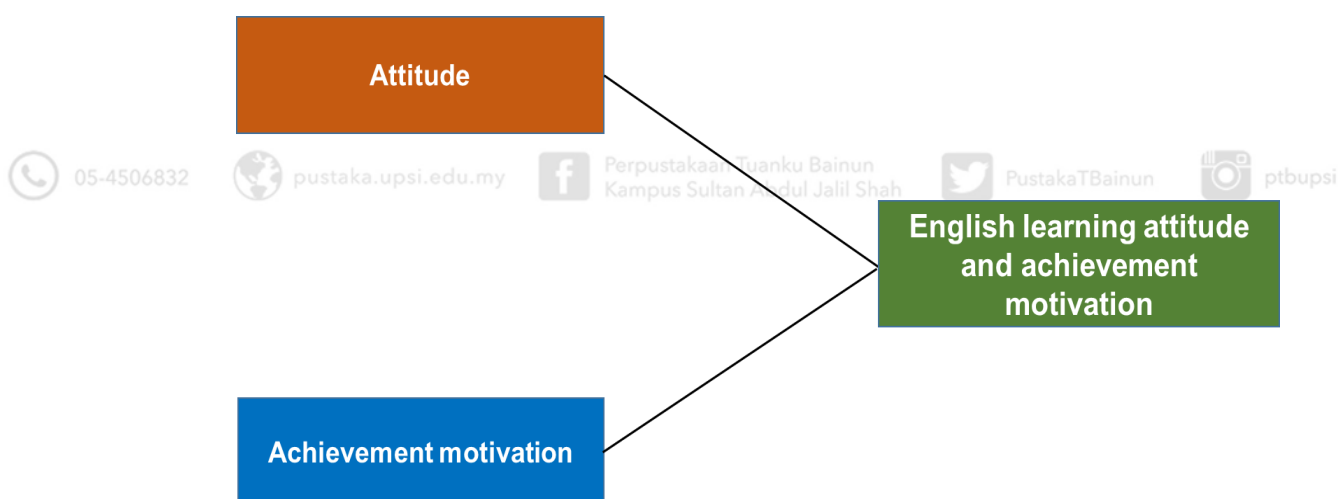 Attitude
05-4506832
pustaka.upsi.edu.my
f
Perpustakaan Tuanku Bainun
Kampus Sultan Abdul Jalil Shah
PustakaTBainun
ptbupsi
English learning attitude
and achievement
motivation
Achievement motivation